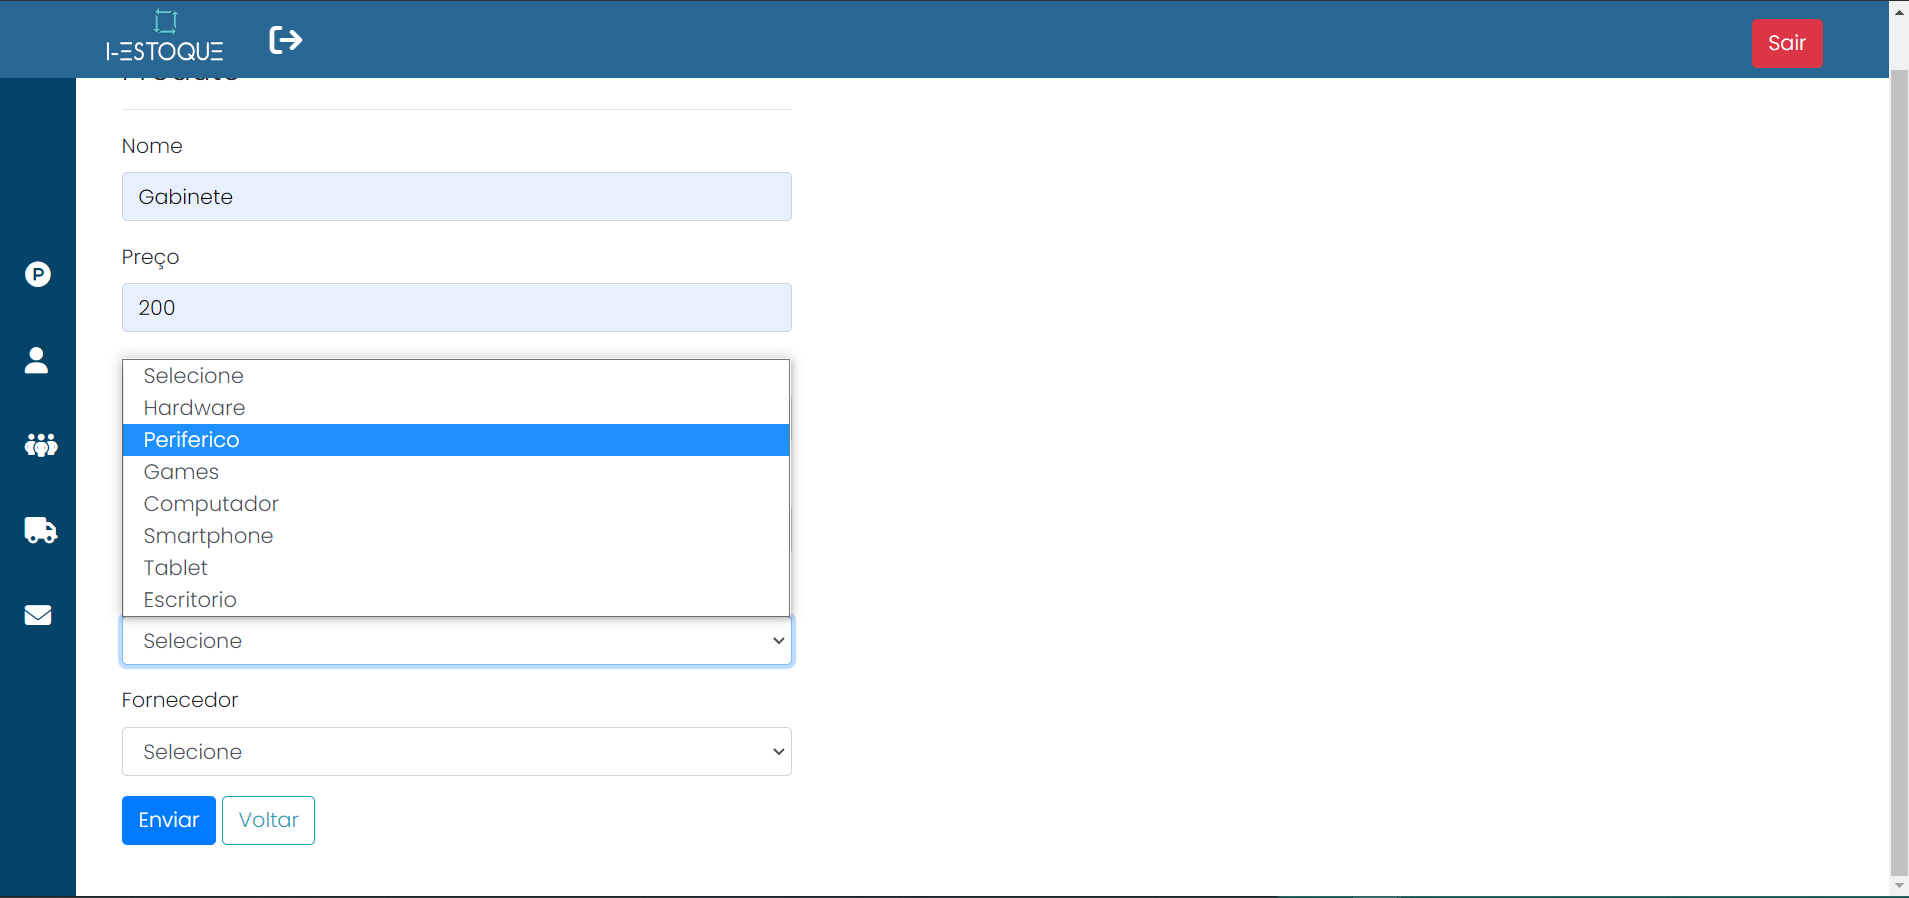 I-ESTOQUE
Sair
Produto
Nome
Gabinete
Preço
200
Selecione
Hardware
Periferico
Games
Computador
Smartphone
Tablet
Escritorio
Selecione
Fornecedor
Selecione
Enviar
Voltar
P